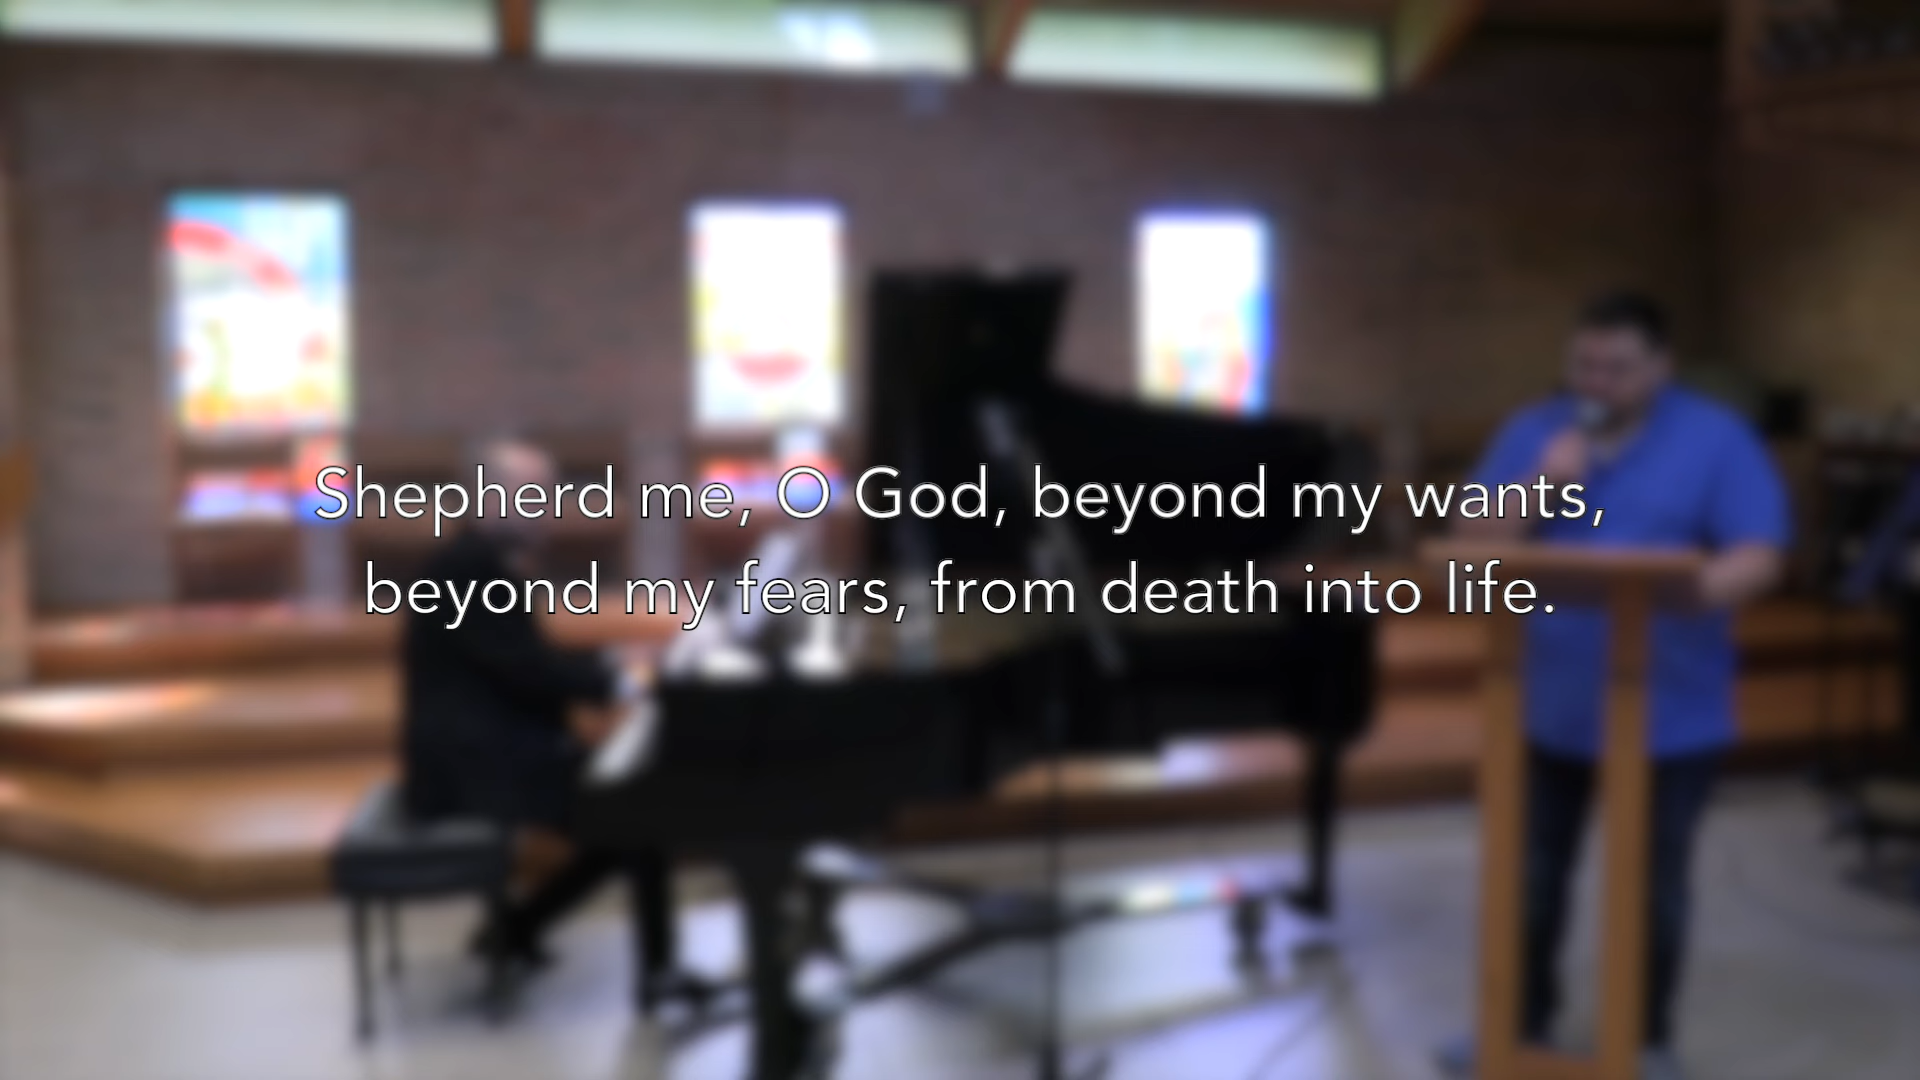 Shepherd me, O God, beyond my wants,
beyond my fears, from death into life.